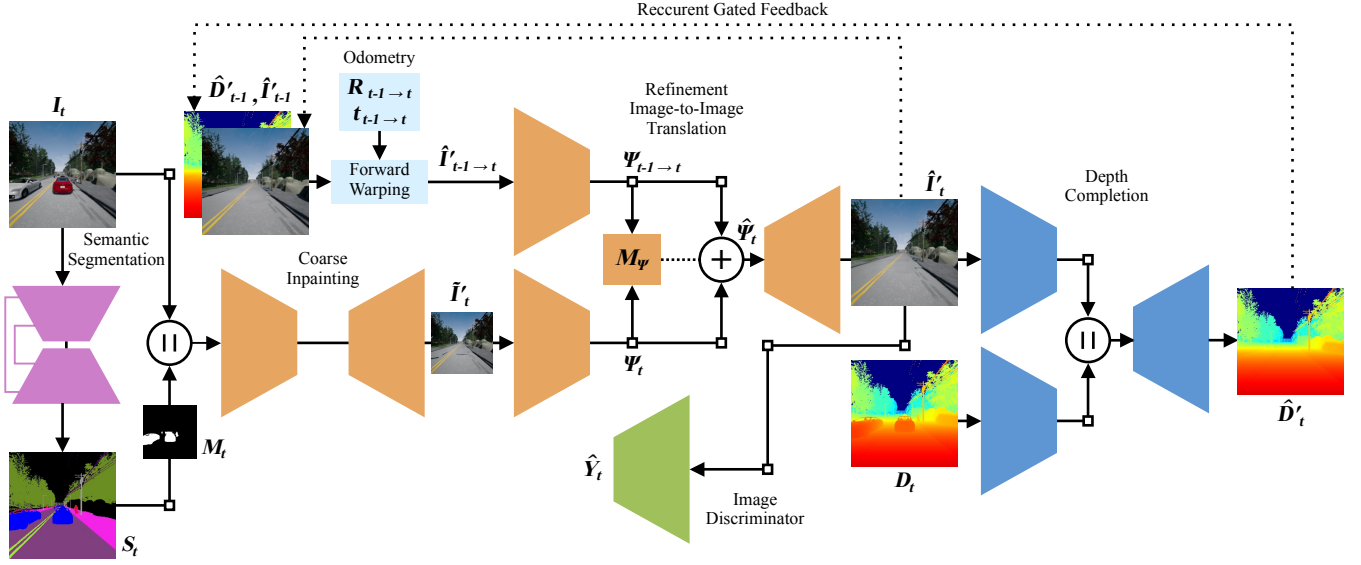 Reccurent Gated Feedback
Odometry
R t-1→t
t t-1→t
D̂'t-1 , Î't-1
Refinement
Image-to-Image
Translation
It
Forward
Warping
Î't-1→t
Ψt-1→t
Î't
Depth
Completion
Semantic
Segmentation
Coarse
Inpainting
MΨ
+
Ψ̂t
Ĩ't
||
||
Ψt
D̂'t
Mt
Ŷt
Dt
Image
Discriminator
St